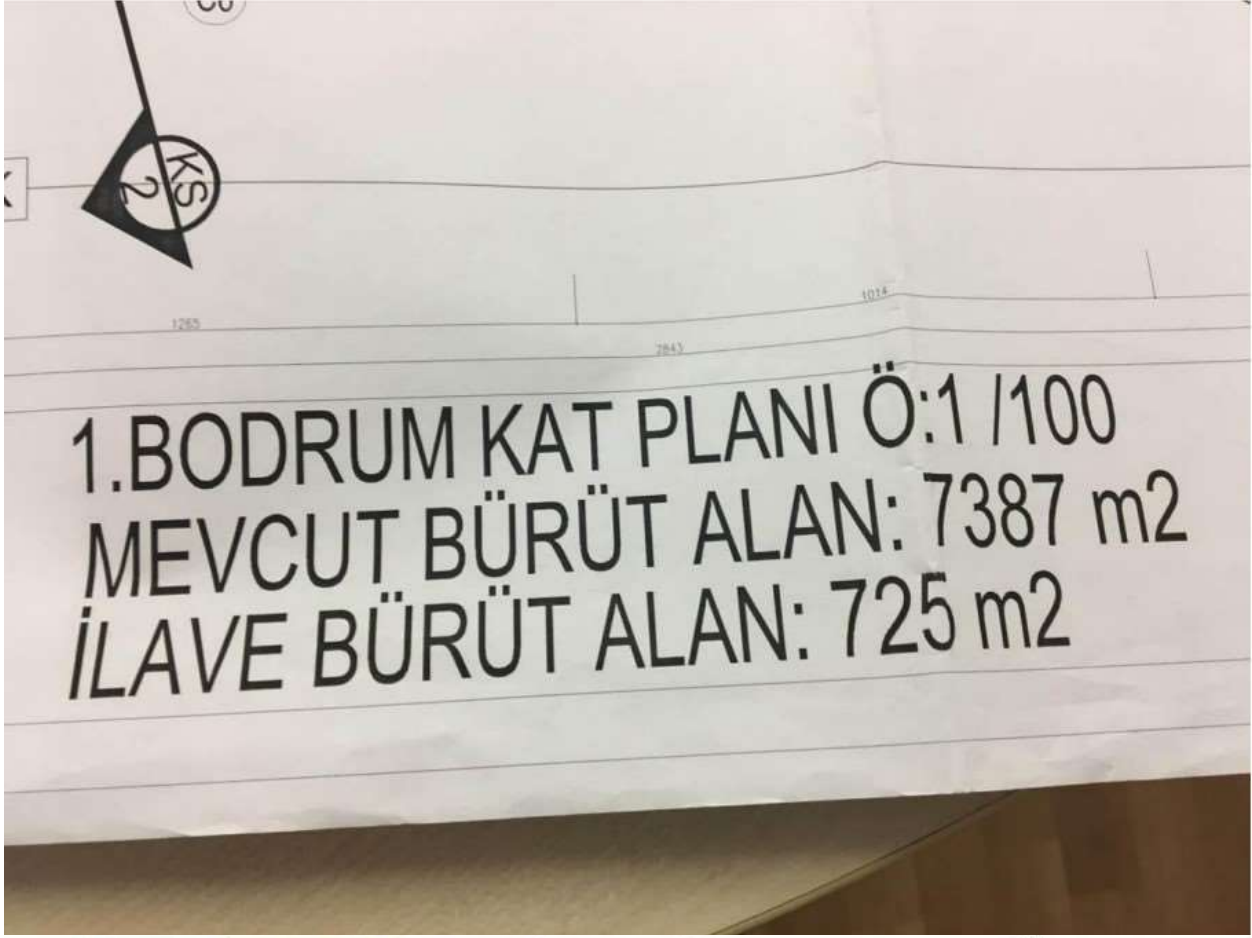 KS
2
1265
1014
2843
1.BODRUM KAT PLANI Ö:1 /100
MEVCUT BÜRÜT ALAN: 7387 m2
İLAVE BÜRÜT ALAN: 725 m2